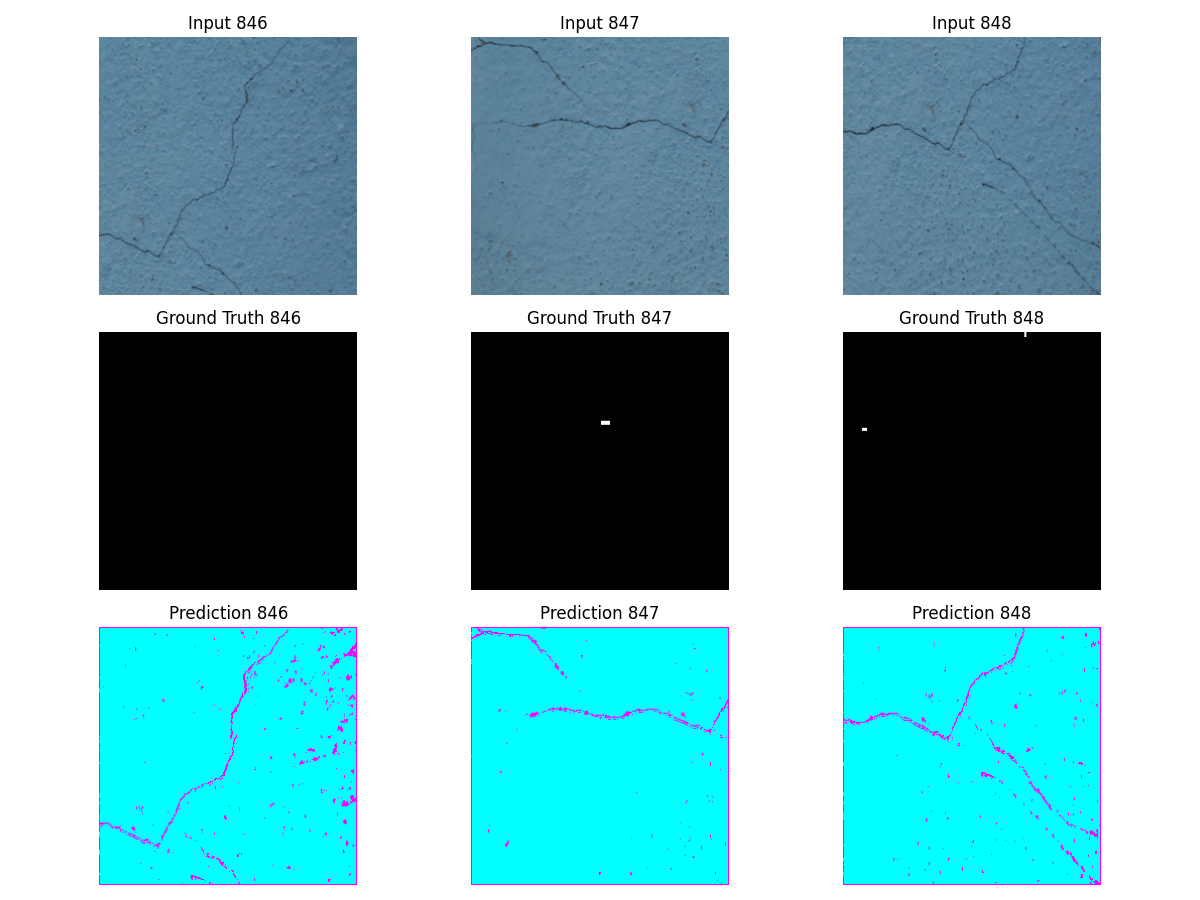 Input 846
Input 847
Input 848
Ground Truth 846
Ground Truth 847
Ground Truth 848
Prediction 846
Prediction 847
Prediction 848